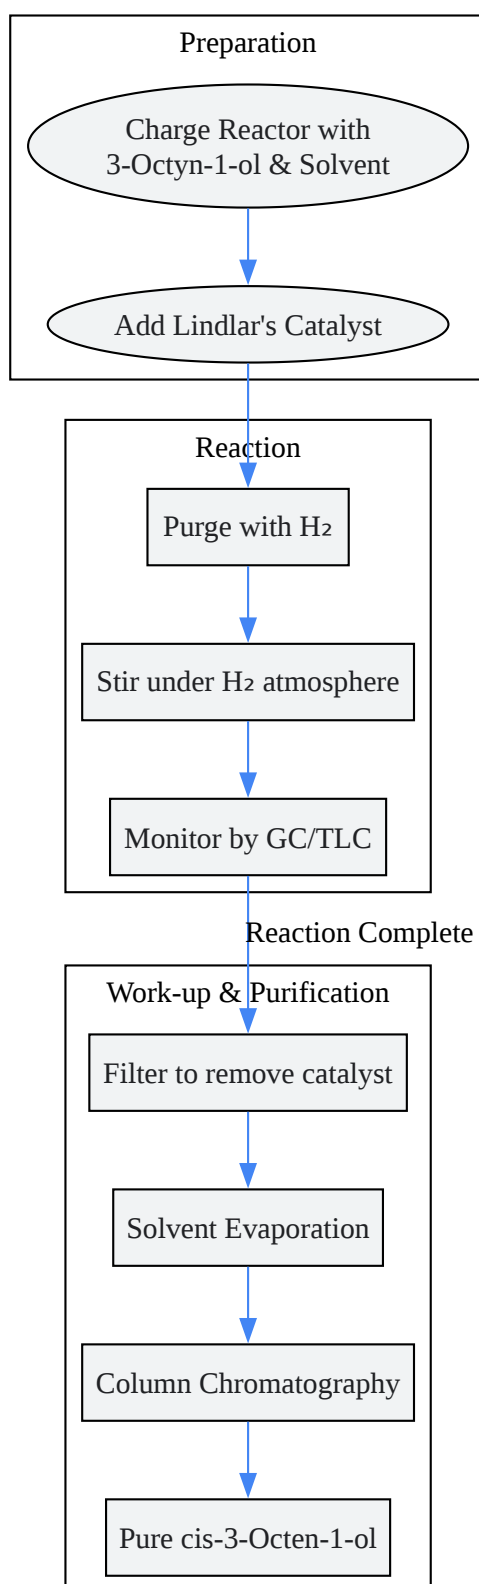 Preparation
Charge Reactor with
3-Octyn-1-ol & Solvent
Add Lindlar's Catalyst
Reaction
Purge with H₂
Stir under H₂ atmosphere
Monitor by GC/TLC
Reaction Complete
Work-up & Purification
Filter to remove catalyst
Solvent Evaporation
Column Chromatography
Pure cis-3-Octen-1-ol